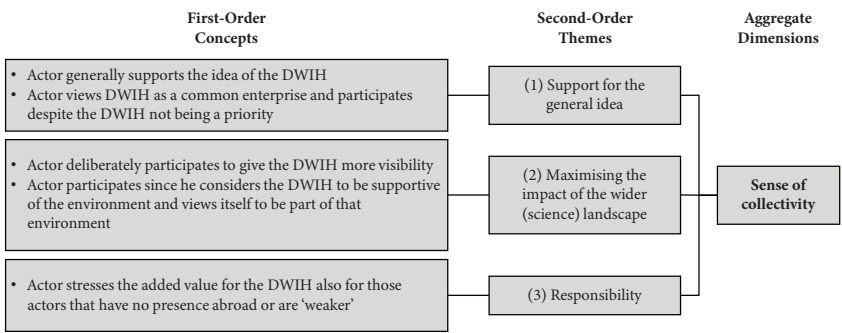 First-Order
Concepts
Second-Order
Themes
Aggregate
Dimensions
• Actor generally supports the idea of the DWIH
• Actor views DWIH as a common enterprise and participates
despite the DWIH not being a priority
(1) Support for the
general idea
• Actor deliberately participates to give the DWIH more visibility
• Actor participates since he considers the DWIH to be supportive
of the environment and views itself to be part of that
environment
(2) Maximising the
impact of the wider
(science) landscape
Sense of
collectivity
• Actor stresses the added value for the DWIH also for those
actors that have no presence abroad or are ‘weaker’
(3) Responsibility